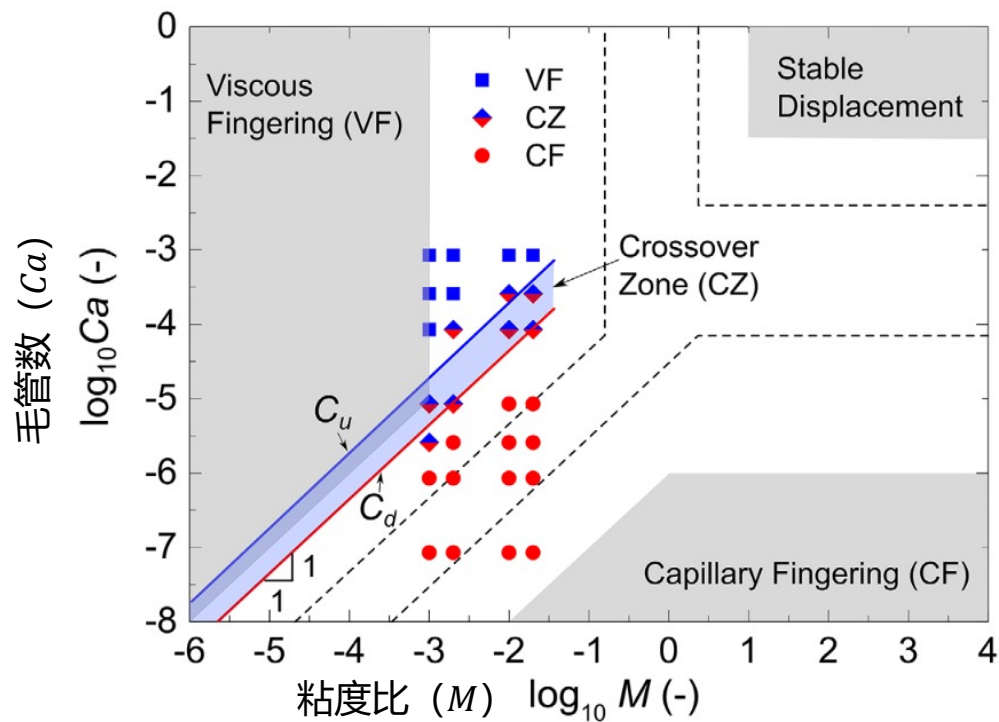 0
-1
-2
-3
-4
-5
-6
-7
-8
毛管数 (Ca)
log₁₀Ca (-)
Viscous
Fingering (VF)
VF
CZ
CF
Stable
Displacement
Crossover
Zone (CZ)
Cᵤ
C_d
1
1
Capillary Fingering (CF)
-6 -5 -4 -3 -2 -1 0 1 2 3 4
粘度比 (M) log₁₀ M (-)